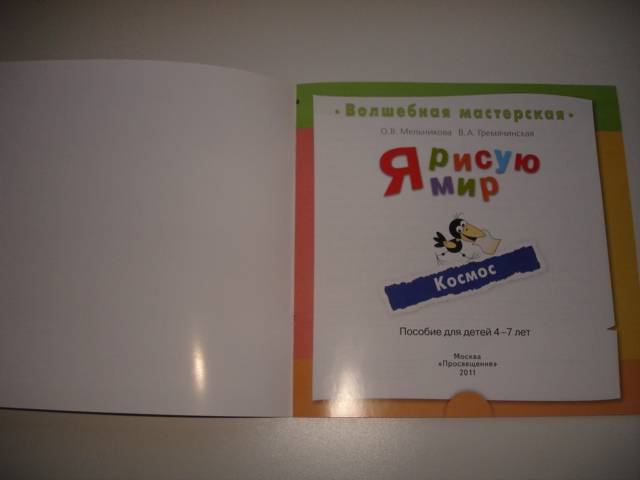 Волшебная мастерская
О.В. Мельникова В.А. Гремячинская
Я рисую
мир
Космос
Пособие для детей 4–7 лет
Москва
«Просвещение»
2011